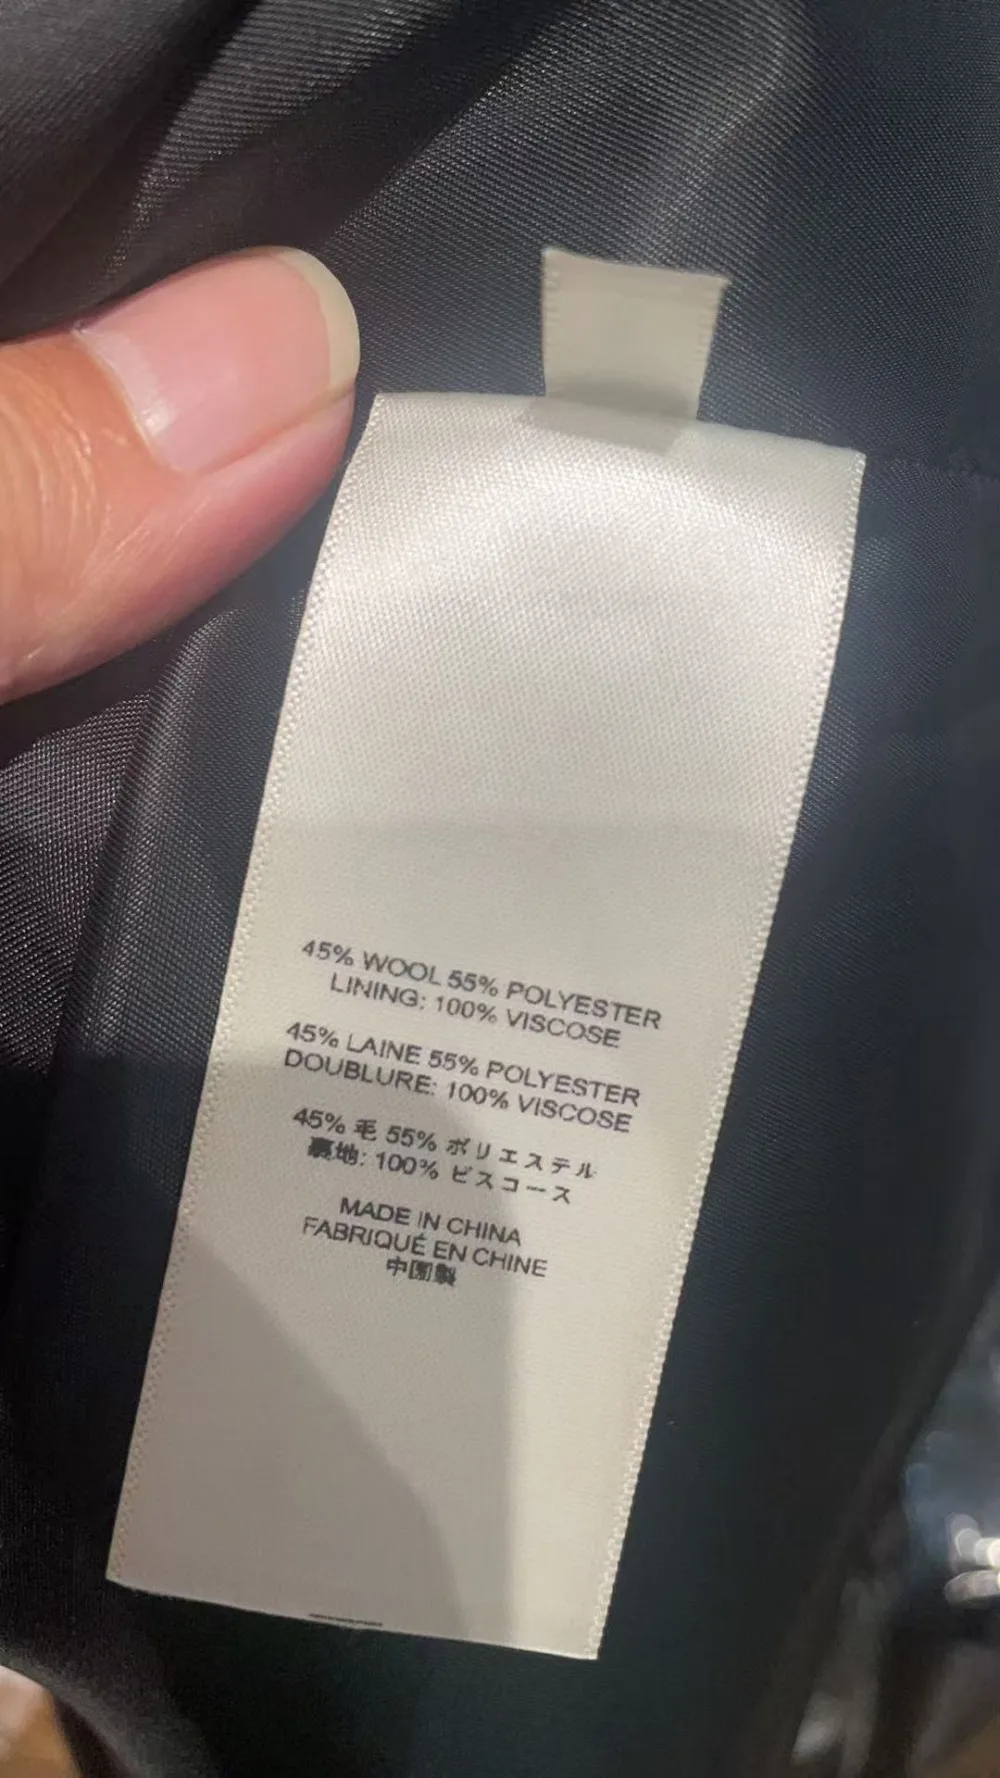 45% WOOL 55% POLYESTER
LINING: 100% VISCOSE
45% LAINE 55% POLYESTER
DOUBLURE: 100% VISCOSE
45% 毛 55% ポリエステル
裏地: 100% ビスコース
MADE IN CHINA
FABRIQUÉ EN CHINE
中国製